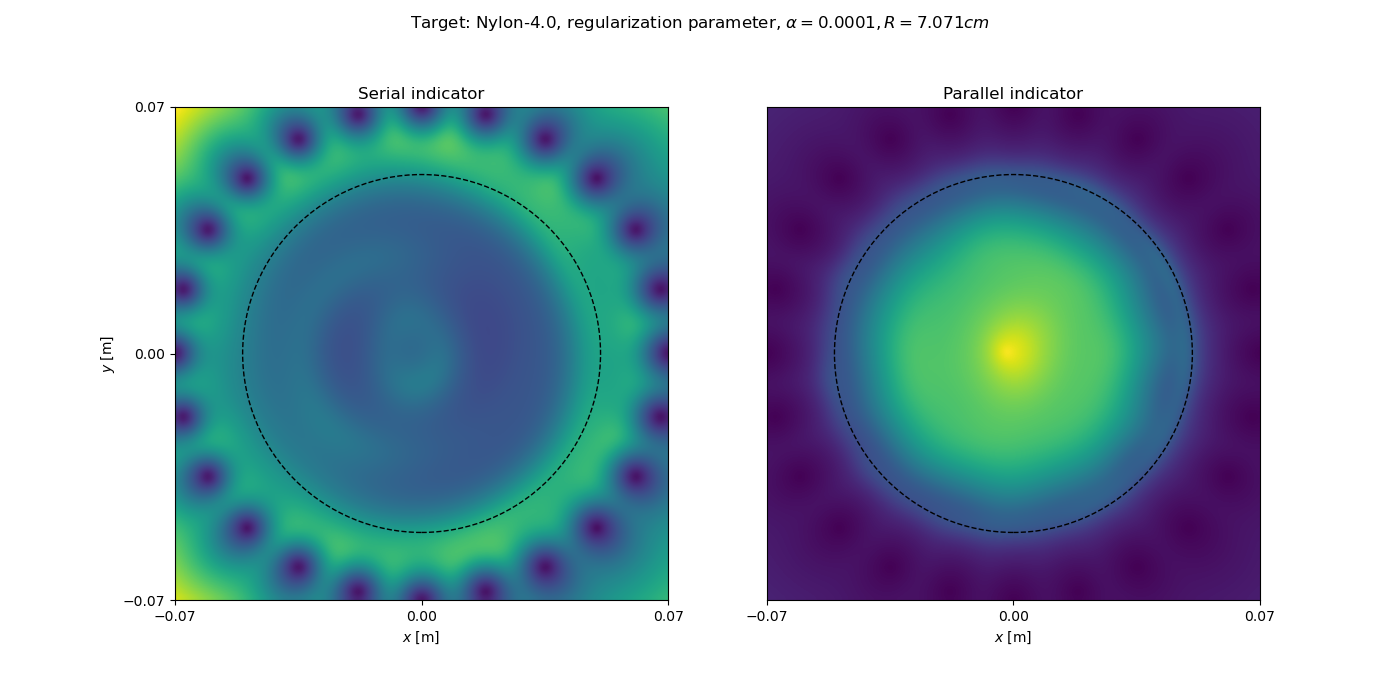 Target: Nylon-4.0, regularization parameter, α = 0.0001, R = 7.071cm
Serial indicator
Parallel indicator
0.07
0.00
−0.07
y [m]
−0.07 0.00 0.07
x [m]
−0.07 0.00 0.07
x [m]